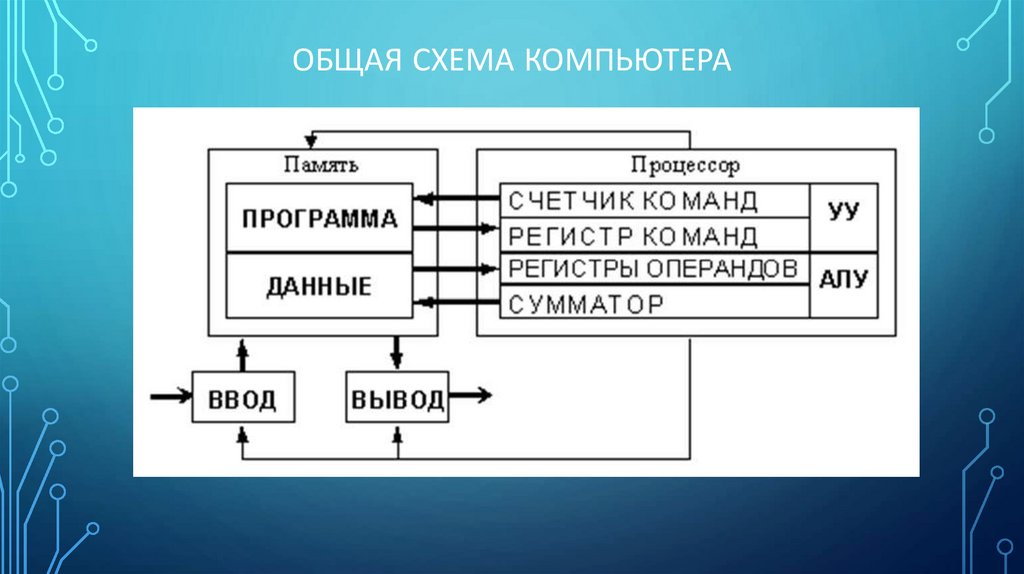 ОБЩАЯ СХЕМА КОМПЬЮТЕРА
Память
ПРОГРАММА
ДАННЫЕ
Процессор
СЧЕТЧИК КОМАНД
РЕГИСТР КОМАНД
УУ
РЕГИСТРЫ ОПЕРАНДОВ
СУММАТОР
АЛУ
ВВОД
ВЫВОД